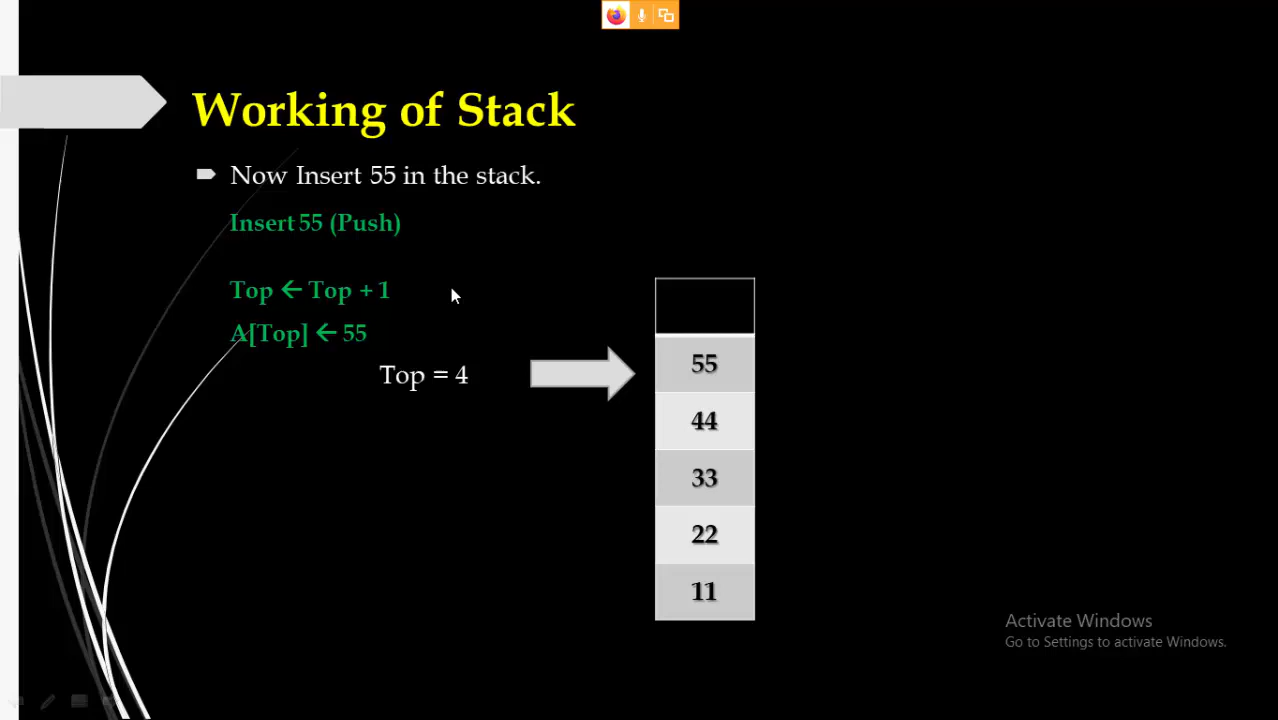 Working of Stack
Now Insert 55 in the stack.
Insert 55 (Push)
Top ← Top + 1
A[Top] ← 55
Top = 4
55
44
33
22
11
Activate Windows
Go to Settings to activate Windows.